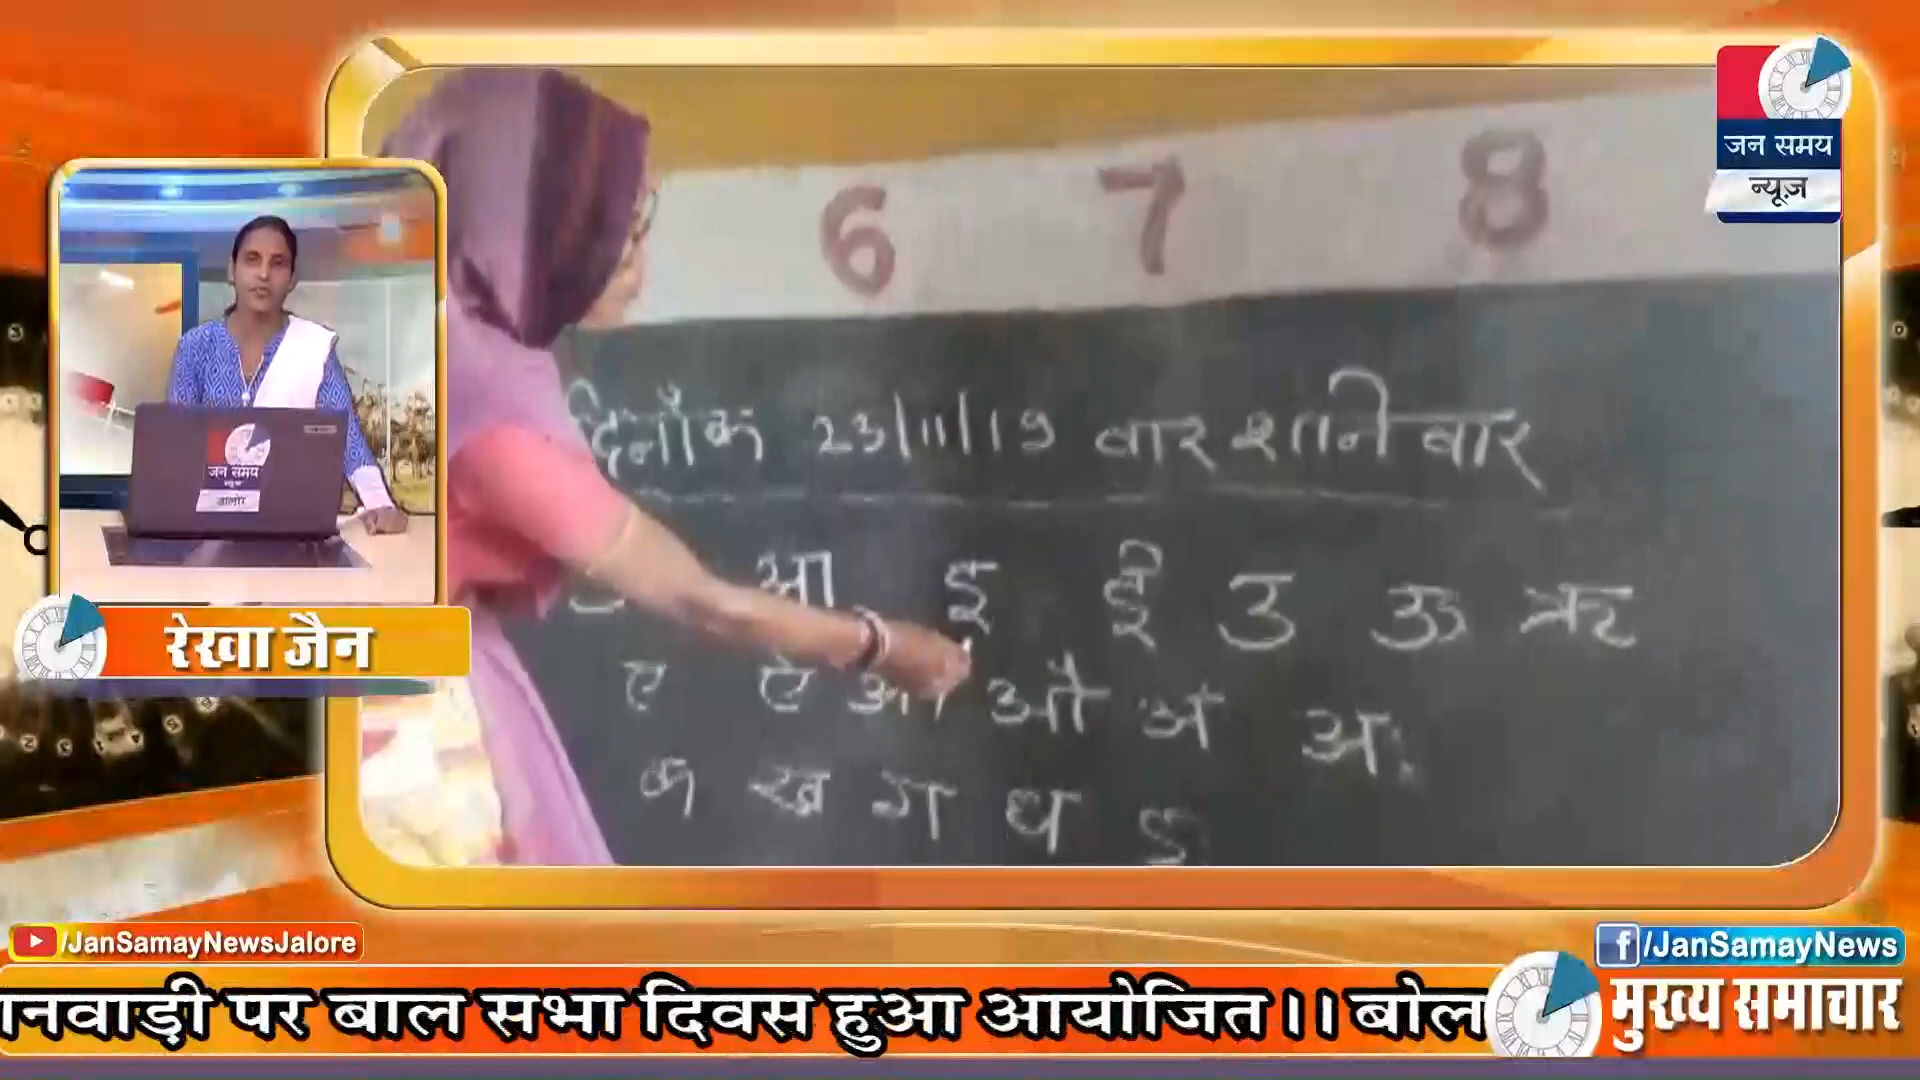 जन समय
न्यूज़
6 7 8
दिनाँक 23/11/19 वार शनिवार
आ इ ई उ ऊ ऋ
ए ऐ ओ औ अं अः
क ख ग घ ङ
जन समय
न्यूज़
जालोर
रेखा जैन
/JanSamayNewsJalore
/JanSamayNews
नवाड़ी पर बाल सभा दिवस हुआ आयोजित।। बोल
मुख्य समाचार